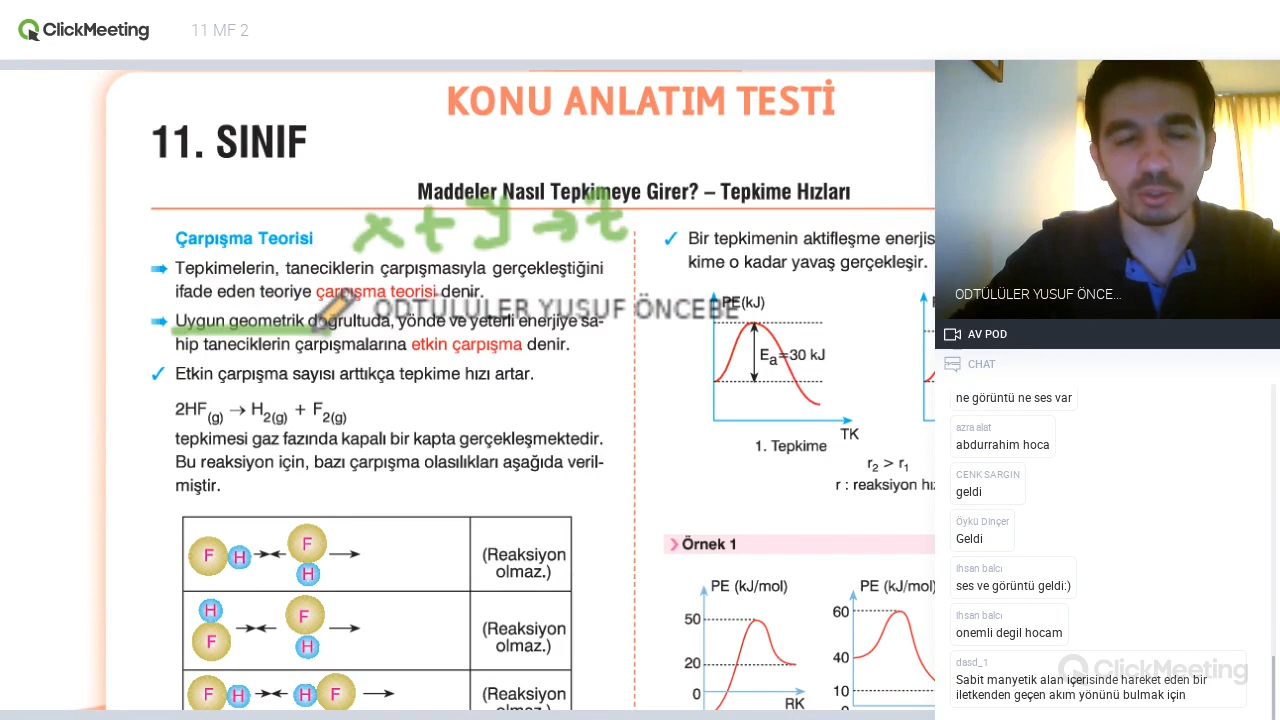 ClickMeeting
11 MF 2
KONU ANLATIM TESTİ
11. SINIF
Maddeler Nasıl Tepkimeye Girer? – Tepkime Hızları
x + y → z
Çarpışma Teorisi
Tepkimelerin, taneciklerin çarpışmasıyla gerçekleştiğini
ifade eden teoriye çarpışma teorisi denir.
ODTÜLÜLER YUSUF ÖNCEBE
Uygun geometrik doğrultuda, yönde ve yeterli enerjiye sa-
hip taneciklerin çarpışmalarına etkin çarpışma denir.
✓ Etkin çarpışma sayısı arttıkça tepkime hızı artar.
2HF(g) → H2(g) + F2(g)
tepkimesi gaz fazında kapalı bir kapta gerçekleşmektedir.
Bu reaksiyon için, bazı çarpışma olasılıkları aşağıda veril-
miştir.
F H F H
(Reaksiyon
olmaz.)
H F F H
(Reaksiyon
olmaz.)
F H H F
(Reaksiyon
✓ Bir tepkimenin aktifleşme enerjis
kime o kadar yavaş gerçekleşir.
PE(kJ)
Ea=30 kJ
TK
1. Tepkime
r2 > r1
r : reaksiyon hız
Örnek 1
PE (kJ/mol)
50
20
0
RK
PE (kJ/mol)
60
40
10
ODTÜLÜLER YUSUF ÖNCE...
AV POD
CHAT
ne görüntü ne ses var
azra alat
abdurrahim hoca
CENK SARGIN
geldi
Öykü Dinçer
Geldi
ihsan balcı
ses ve görüntü geldi:)
ihsan balcı
onemli degil hocam
dasd_1
Sabit manyetik alan içerisinde hareket eden bir
iletkenden geçen akım yönünü bulmak için
ClickMeeting